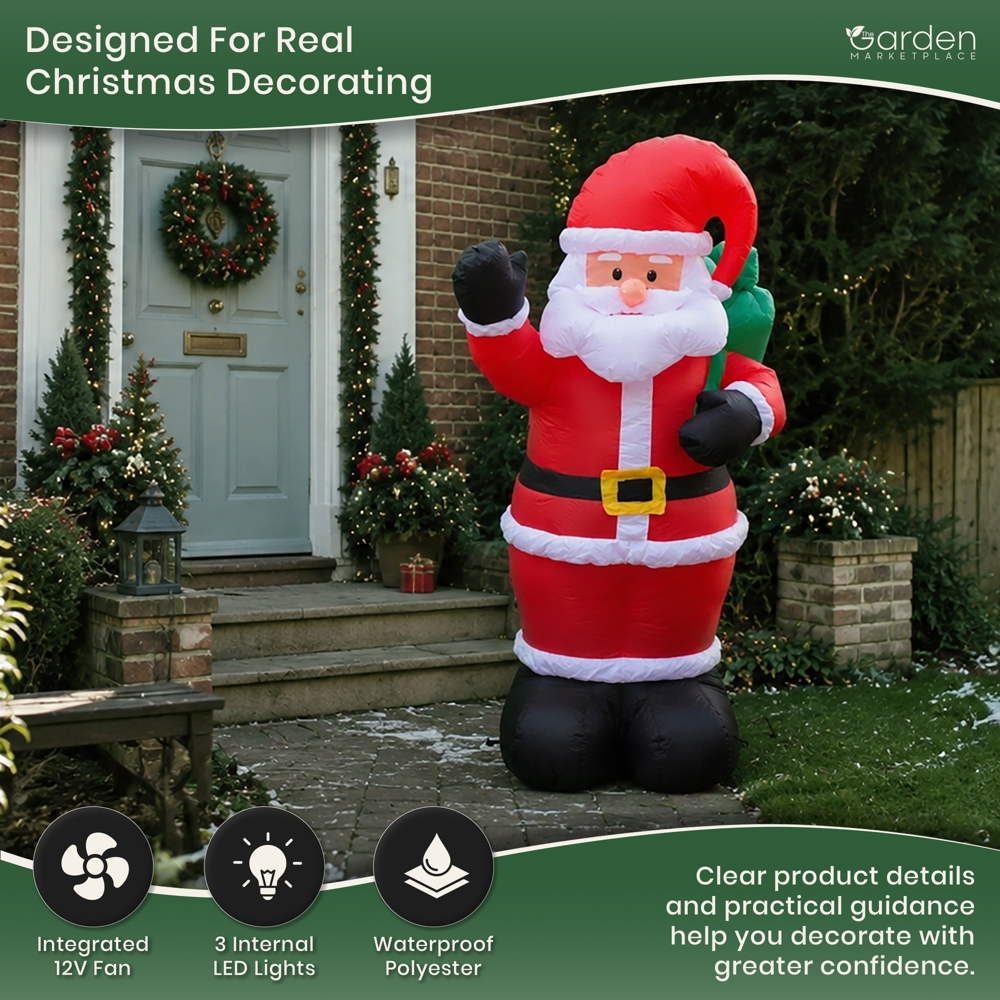 Designed For Real
Christmas Decorating
The Garden
MARKETPLACE
Integrated
12V Fan
3 Internal
LED Lights
Waterproof
Polyester
Clear product details
and practical guidance
help you decorate with
greater confidence.